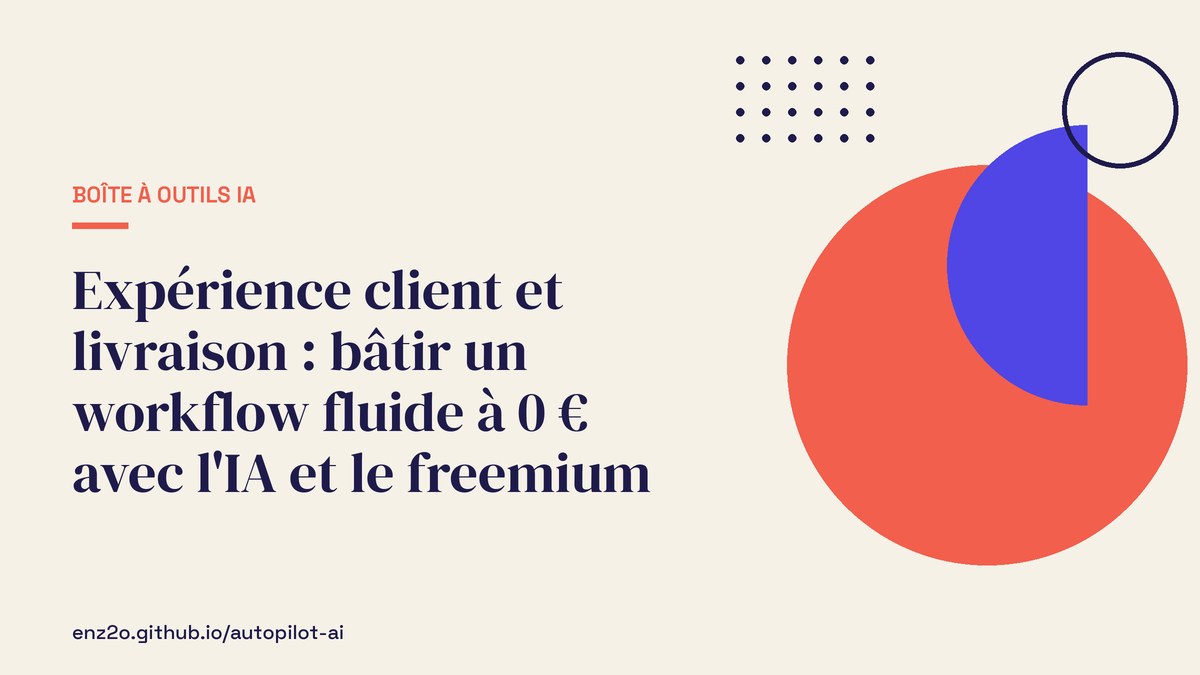 BOÎTE À OUTILS IA
Expérience client et
livraison : bâtir un
workflow fluide à 0 €
avec l'IA et le freemium
enz2o.github.io/autopilot-ai